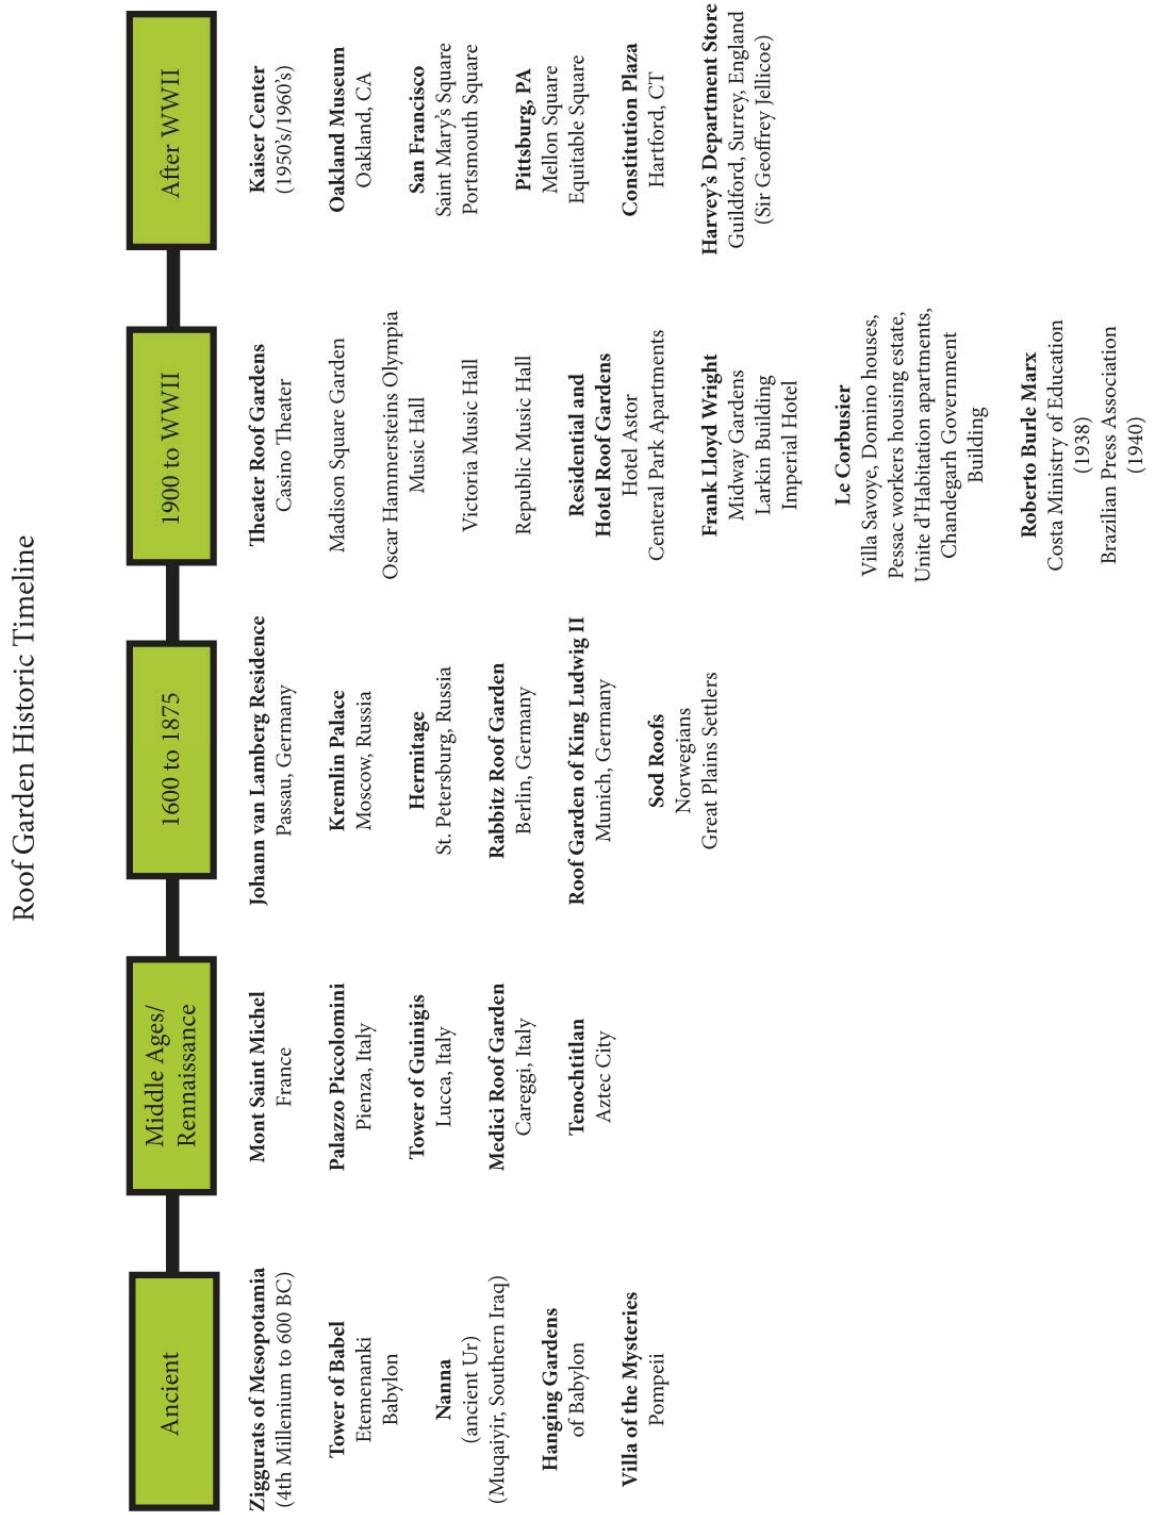 Roof Garden Historic Timeline
Ancient
Ziggurats of Mesopotamia
(4th Millenium to 600 BC)
Tower of Babel
Etemenanki
Babylon
Nanna
(ancient Ur)
(Muqaiyir, Southern Iraq)
Hanging Gardens
of Babylon
Villa of the Mysteries
Pompeii
Middle Ages/
Rennaissance
Mont Saint Michel
France
Palazzo Piccolomini
Pienza, Italy
Tower of Guinigis
Lucca, Italy
Medici Roof Garden
Careggi, Italy
Tenochtitlan
Aztec City
1600 to 1875
Johann van Lamberg Residence
Passau, Germany
Kremlin Palace
Moscow, Russia
Hermitage
St. Petersburg, Russia
Rabbitz Roof Garden
Berlin, Germany
Roof Garden of King Ludwig II
Munich, Germany
Sod Roofs
Norwegians
Great Plains Settlers
1900 to WWII
Theater Roof Gardens
Casino Theater
Madison Square Garden
Oscar Hammersteins Olympia
Music Hall
Victoria Music Hall
Republic Music Hall
Residential and
Hotel Roof Gardens
Hotel Astor
Centeral Park Apartments
Frank Lloyd Wright
Midway Gardens
Larkin Building
Imperial Hotel
Le Corbusier
Villa Savoye, Domino houses,
Pessac workers housing estate,
Unite d'Habitation apartments,
Chandegarh Government
Building
Roberto Burle Marx
Costa Ministry of Education
(1938)
Brazilian Press Association
(1940)
After WWII
Kaiser Center
(1950's/1960's)
Oakland Museum
Oakland, CA
San Francisco
Saint Mary's Square
Portsmouth Square
Pittsburg, PA
Mellon Square
Equitable Square
Constitution Plaza
Hartford, CT
Harvey's Department Store
Guildford, Surrey, England
(Sir Geoffrey Jellicoe)